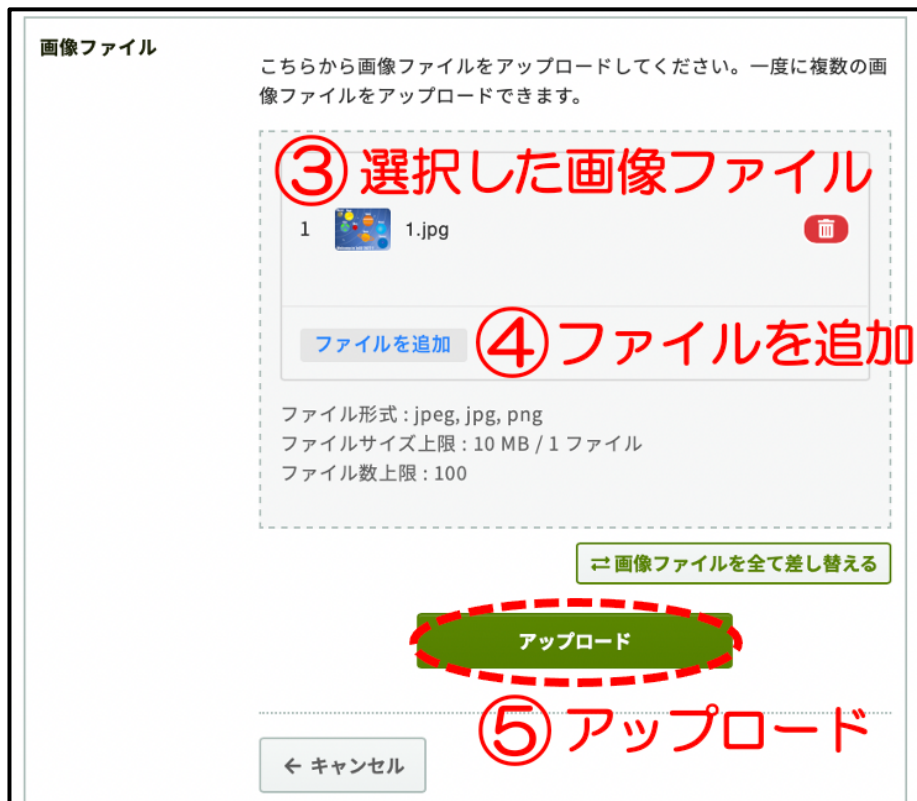 画像ファイル
こちらから画像ファイルをアップロードしてください。一度に複数の画
像ファイルをアップロードできます。
③選択した画像ファイル
1 1.jpg
ファイルを追加
④ファイルを追加
ファイル形式 : jpeg, jpg, png
ファイルサイズ上限 : 10 MB / 1 ファイル
ファイル数上限 : 100
⇄画像ファイルを全て差し替える
アップロード
⑤アップロード
← キャンセル